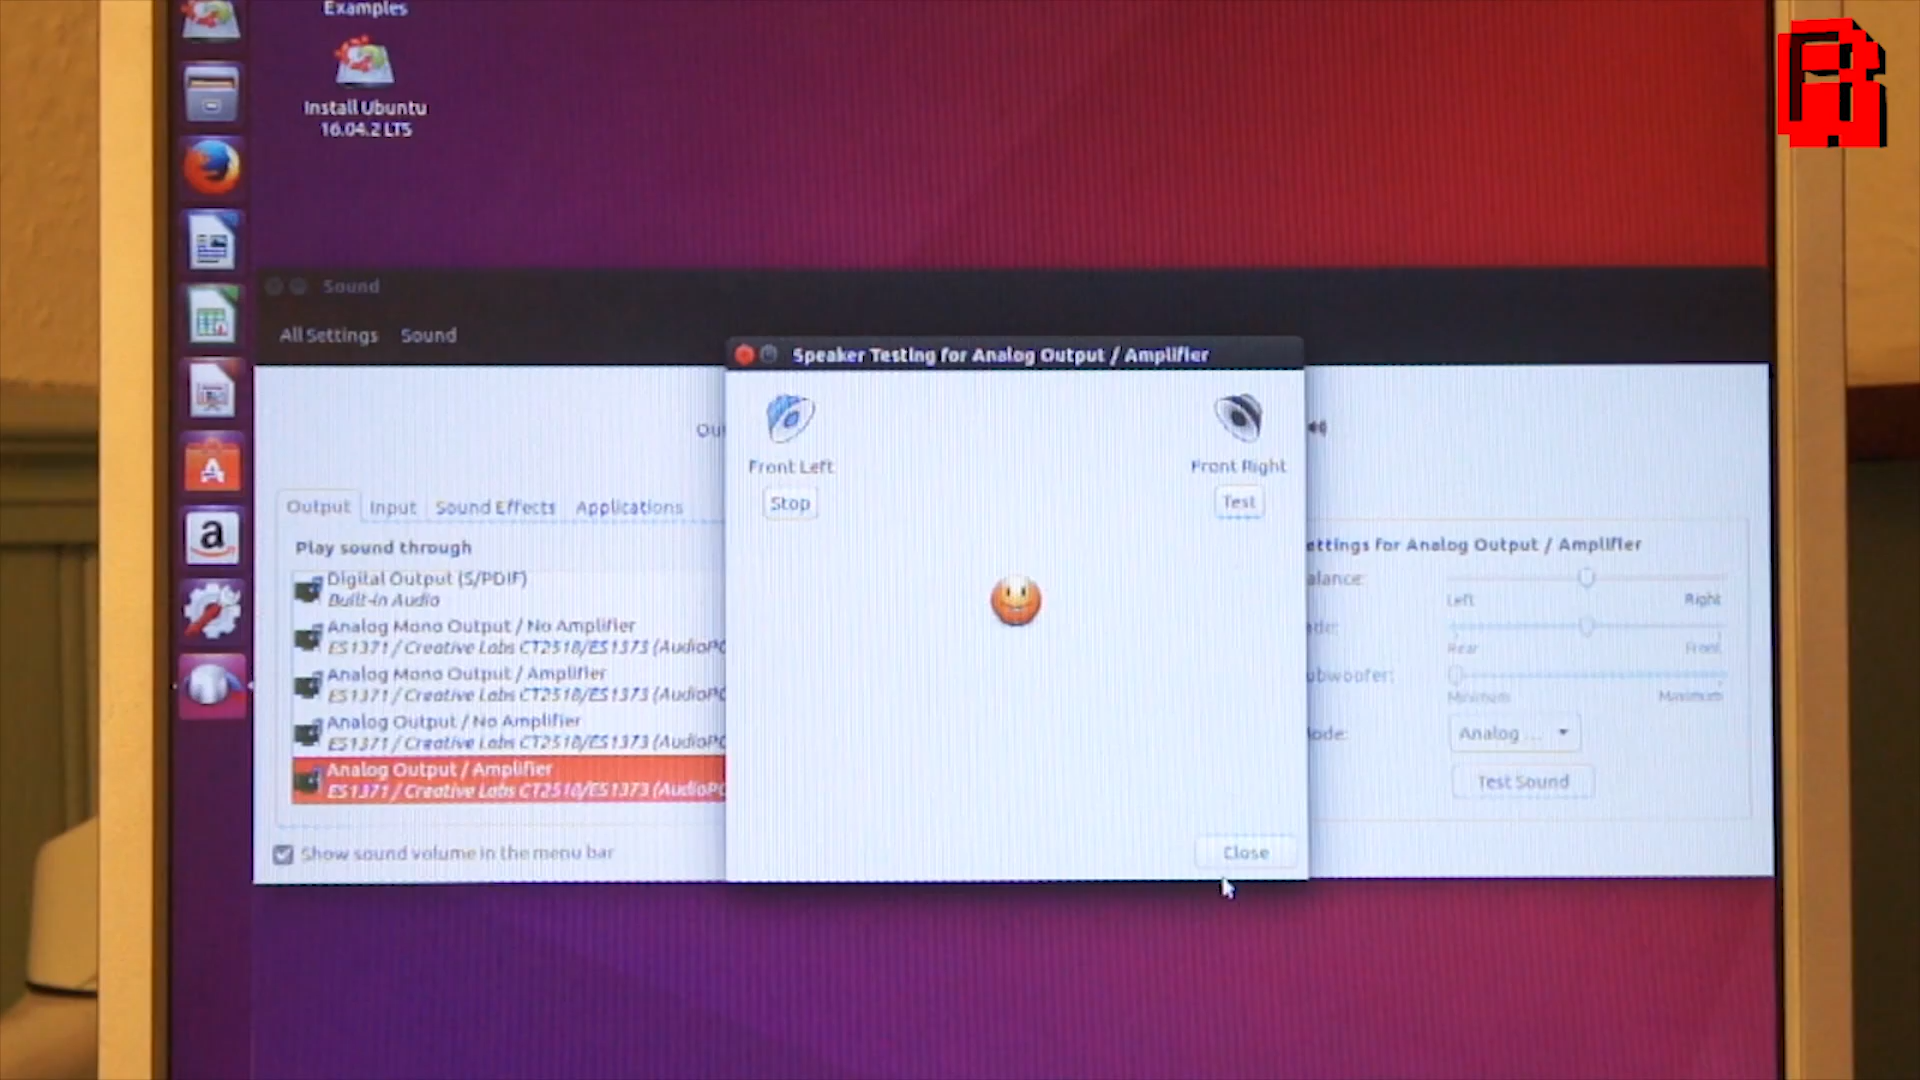 Examples
Install Ubuntu
16.04.2 LTS
Sound
All Settings Sound
Speaker Testing for Analog Output / Amplifier
Front Left
Front Right
Stop
Test
Close
Output Input Sound Effects Applications
Play sound through
Digital Output (S/PDIF)
Built-in Audio
Analog Mono Output / No Amplifier
ES1371 / Creative Labs CT2518/ES1373 (AudioPC
Analog Mono Output / Amplifier
ES1371 / Creative Labs CT2518/ES1373 (AudioPC
Analog Output / No Amplifier
ES1371 / Creative Labs CT2518/ES1373 (AudioPC
Analog Output / Amplifier
ES1371 / Creative Labs CT2518/ES1373 (AudioPC
Show sound volume in the menu bar
ettings for Analog Output / Amplifier
alance:
Left Right
Rear Front
ubwoofer:
Minimum Maximum
ode: Analog ...
Test Sound